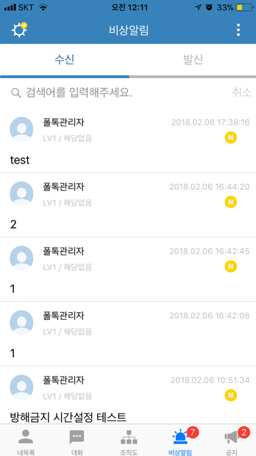 SKT 오전 12:11 33%
비상알림
수신 발신
검색어를 입력해주세요. 취소
폴톡관리자 2018.02.06 17:38:16
LV1 / 해당없음 N
test
폴톡관리자 2018.02.06 16:44:20
LV1 / 해당없음 N
2
폴톡관리자 2018.02.06 16:42:45
LV1 / 해당없음 N
1
폴톡관리자 2018.02.06 16:42:08
LV1 / 해당없음
1
폴톡관리자 2018.02.06 10:51:34
LV1 / 해당없음 N
방해금지 시간설정 테스트
7 2
내목록 대화 조직도 비상알림 공지